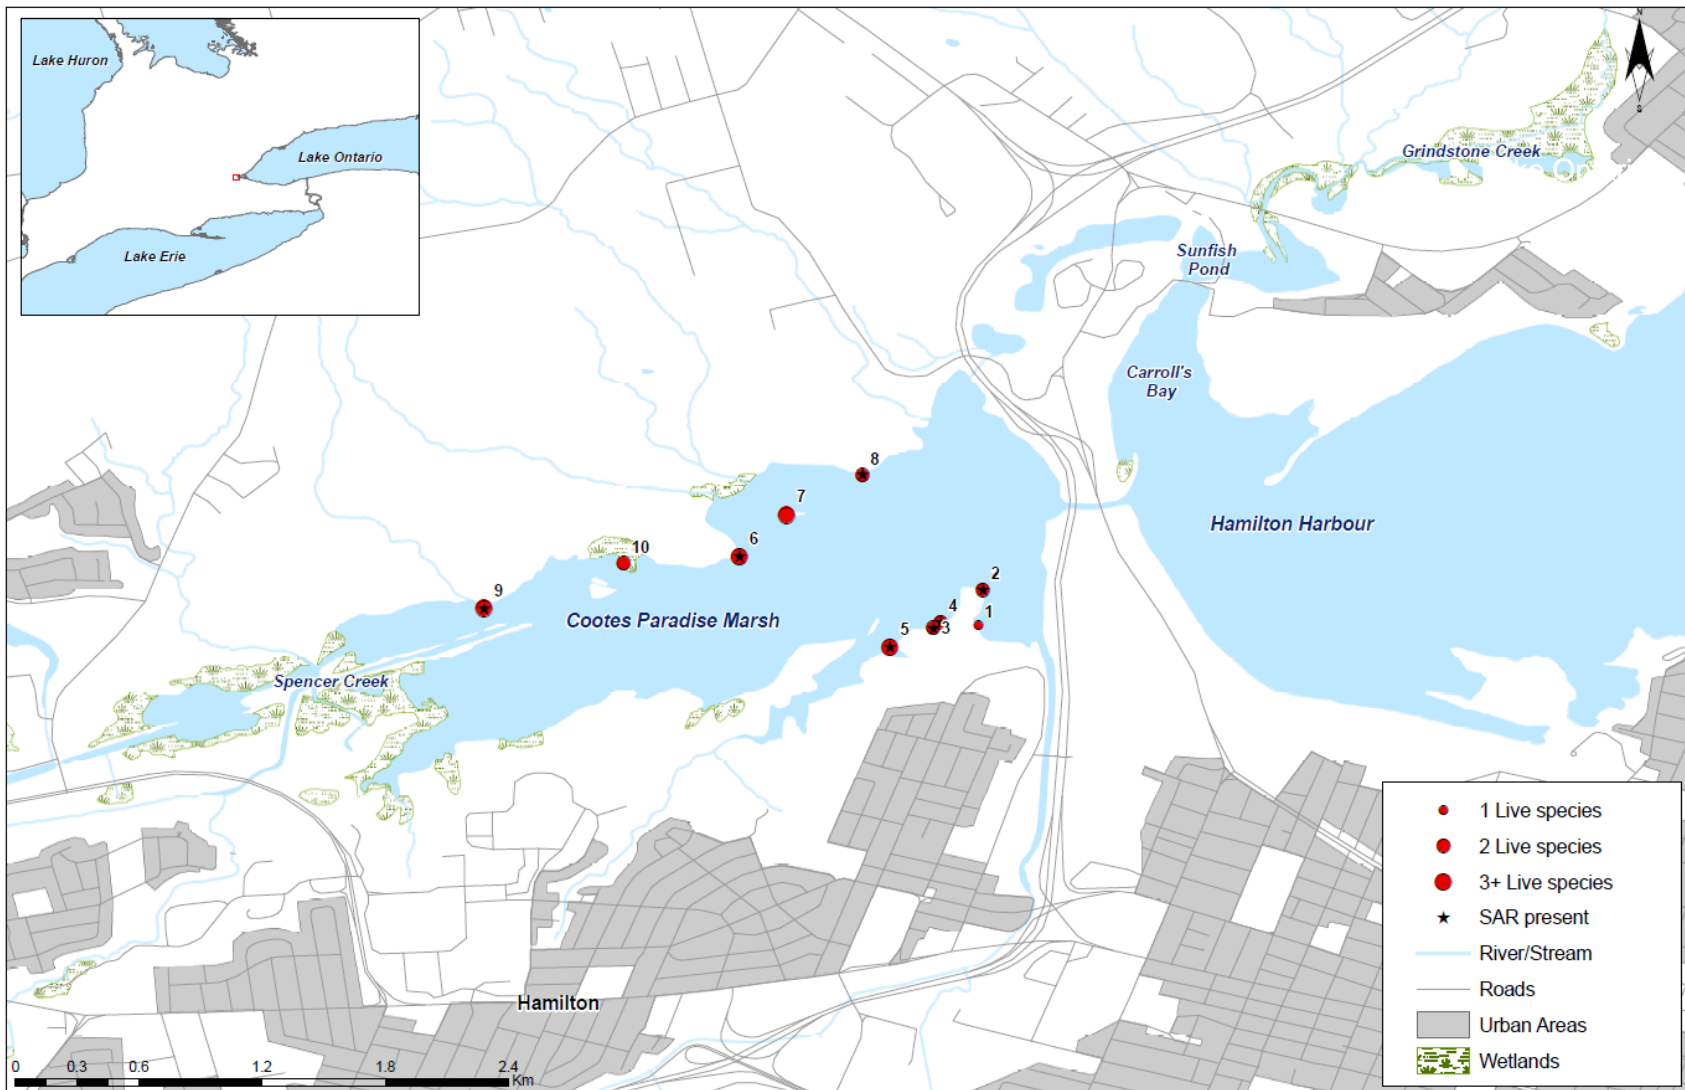 Lake Huron
Lake Ontario
Lake Erie
N
S
Grindstone Creek
Sunfish
Pond
Carroll's
Bay
Hamilton Harbour
8
7
6
10
9
2
4
1
3
5
Cootes Paradise Marsh
Spencer Creek
Hamilton
1 Live species
2 Live species
3+ Live species
SAR present
River/Stream
Roads
Urban Areas
Wetlands
0 0.3 0.6 1.2 1.8 2.4
Km